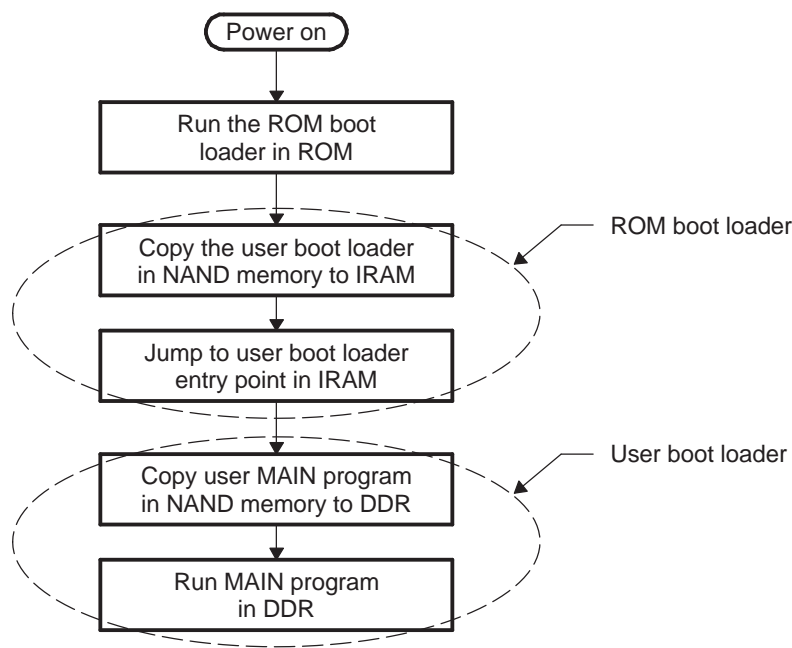 Power on
Run the ROM boot
loader in ROM
Copy the user boot loader
in NAND memory to IRAM
ROM boot loader
Jump to user boot loader
entry point in IRAM
Copy user MAIN program
in NAND memory to DDR
User boot loader
Run MAIN program
in DDR